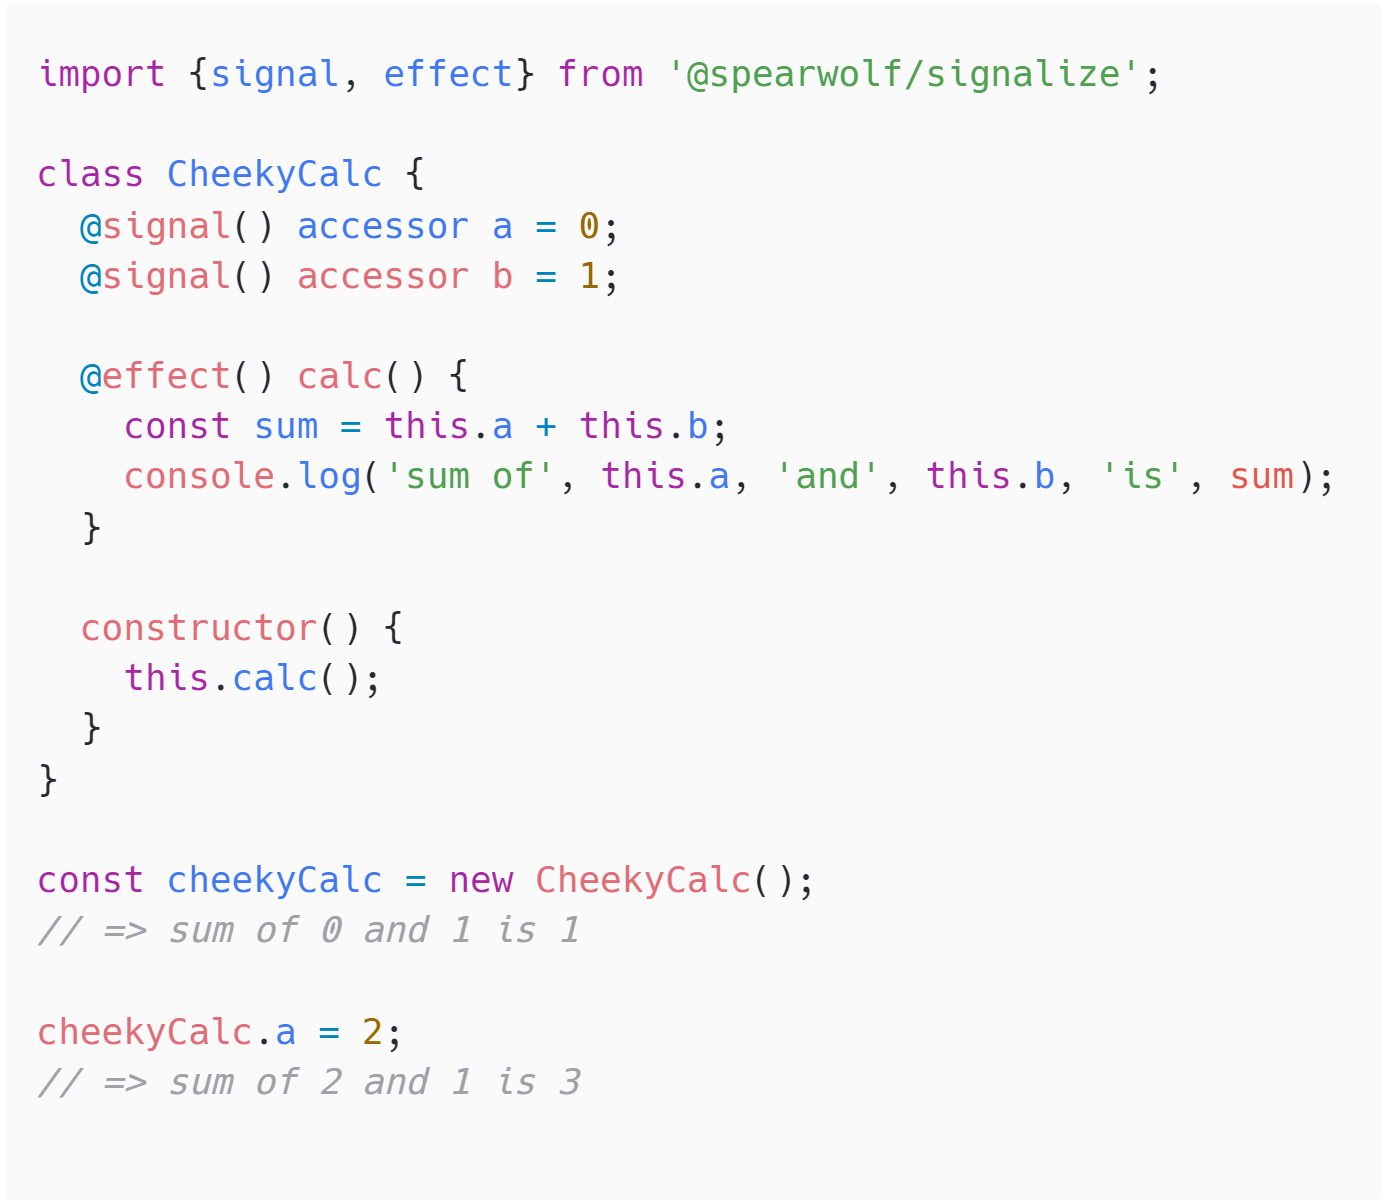 import {signal, effect} from '@spearwolf/signalize';

class CheekyCalc {
  @signal() accessor a = 0;
  @signal() accessor b = 1;

  @effect() calc() {
    const sum = this.a + this.b;
    console.log('sum of', this.a, 'and', this.b, 'is', sum);
  }

  constructor() {
    this.calc();
  }
}

const cheekyCalc = new CheekyCalc();
// => sum of 0 and 1 is 1

cheekyCalc.a = 2;
// => sum of 2 and 1 is 3